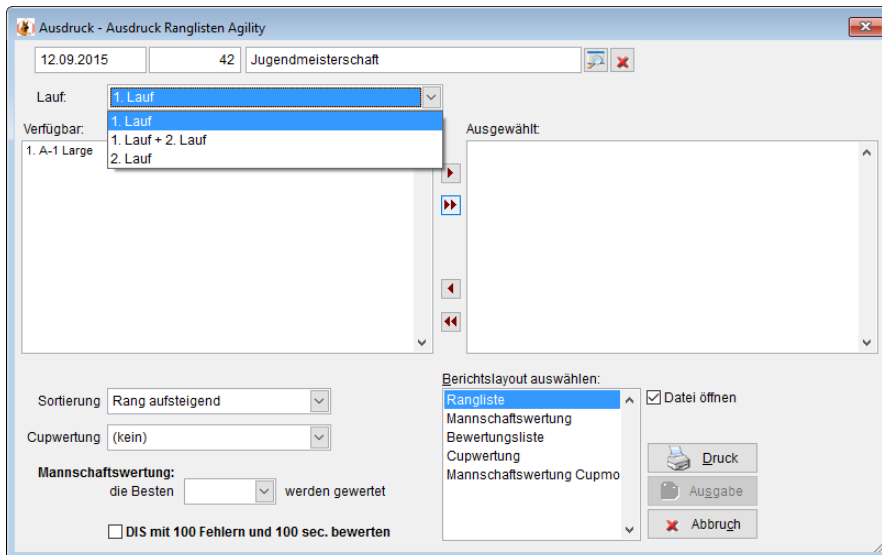 Ausdruck - Ausdruck Ranglisten Agility
12.09.2015 42 Jugendmeisterschaft
Lauf: 1. Lauf
1. Lauf
1. Lauf + 2. Lauf
2. Lauf
Verfügbar:
1. A-1 Large
Ausgewählt:
Sortierung Rang aufsteigend
Cupwertung (kein)
Mannschaftswertung:
die Besten werden gewertet
DIS mit 100 Fehlern und 100 sec. bewerten
Berichtslayout auswählen:
Rangliste
Mannschaftswertung
Bewertungsliste
Cupwertung
Mannschaftswertung Cupmo
Datei öffnen
Druck
Ausgabe
Abbruch